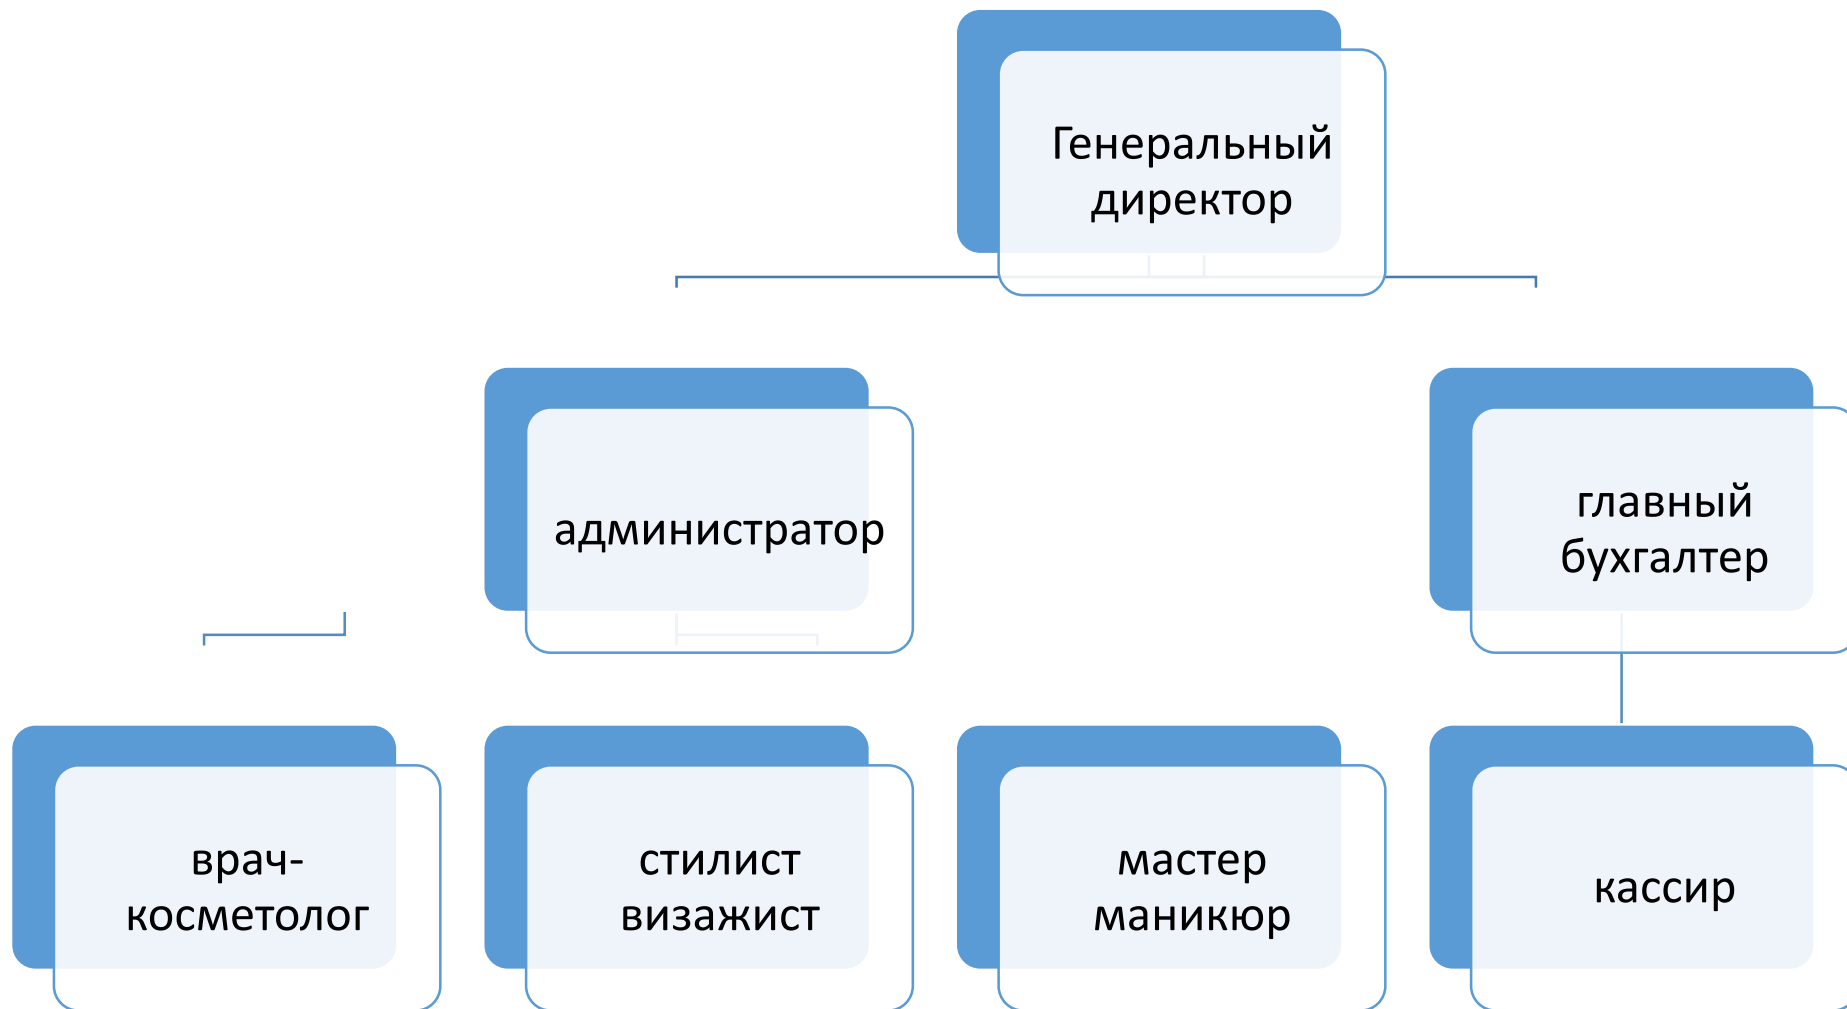 Генеральный
директор
администратор
главный
бухгалтер
врач-
косметолог
стилист
визажист
мастер
маникюр
кассир